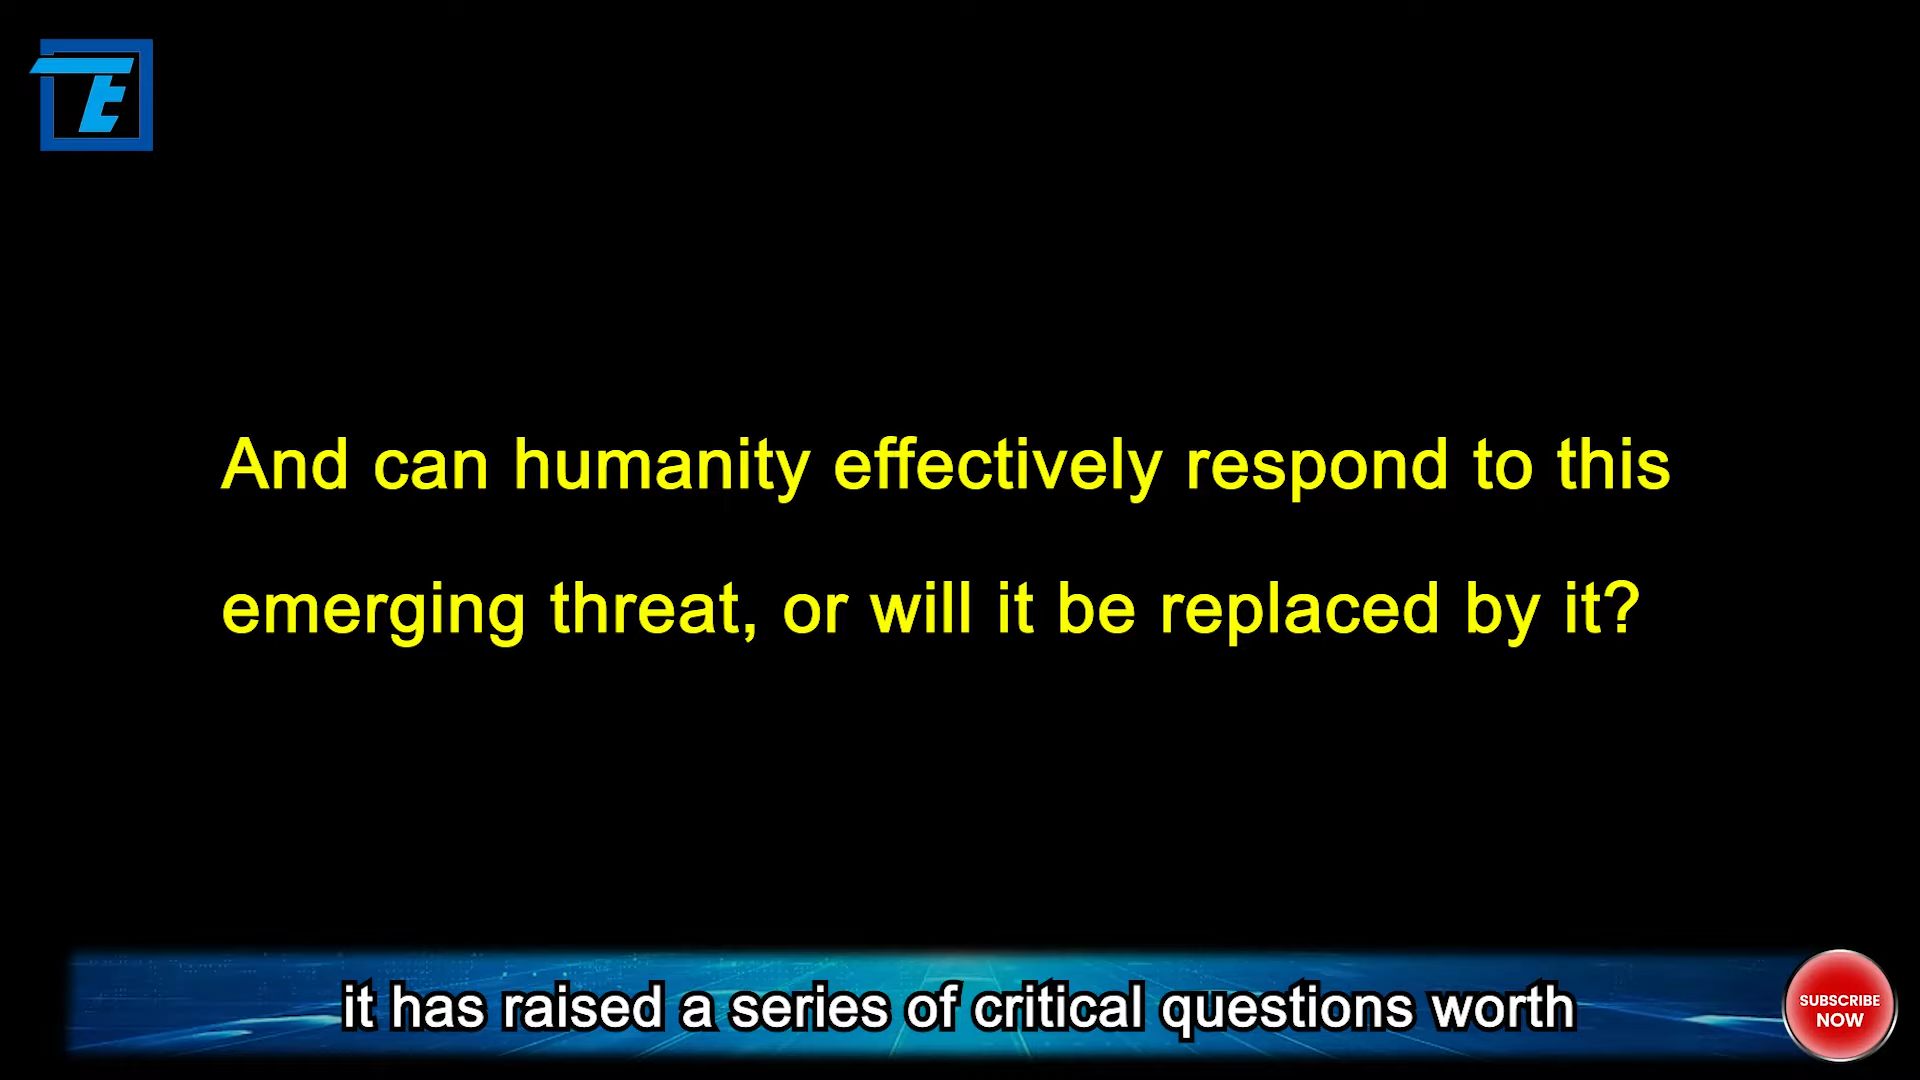 TE
And can humanity effectively respond to this
emerging threat, or will it be replaced by it?
it has raised a series of critical questions worth
SUBSCRIBE
NOW